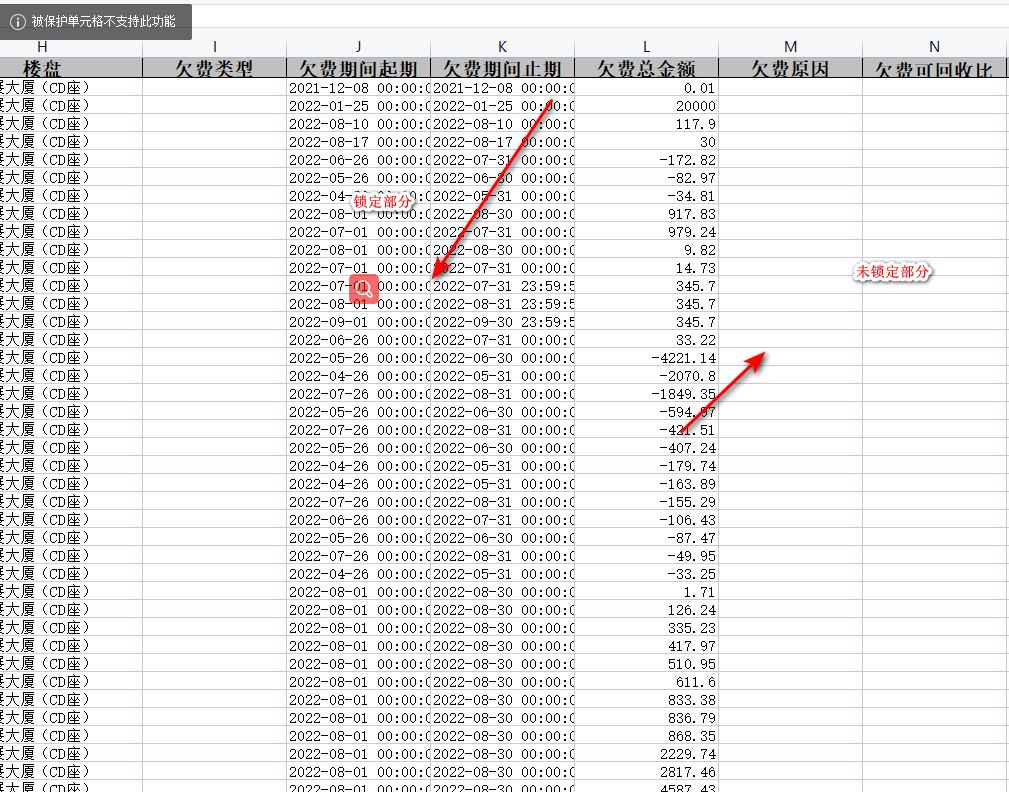 被保护单元格不支持此功能
H I J K L M N
楼盘 欠费类型 欠费期间起期 欠费期间止期 欠费总金额 欠费原因 欠费可回收比
大厦（CD座） 2021-12-08 00:00:0 2021-12-08 00:00:0 0.01
大厦（CD座） 2022-01-25 00:00:0 2022-01-25 00:00:0 20000
大厦（CD座） 2022-08-10 00:00:0 2022-08-10 00:00:0 117.9
大厦（CD座） 2022-08-17 00:00:0 2022-08-17 00:00:0 30
大厦（CD座） 2022-06-26 00:00:0 2022-07-31 00:00:0 -172.82
大厦（CD座） 2022-05-26 00:00:0 2022-06-30 00:00:0 -82.97
大厦（CD座） 2022-04-26 00:00:0 2022-05-31 00:00:0 -34.81
锁定部分
大厦（CD座） 2022-08-01 00:00:0 2022-08-30 00:00:0 917.83
大厦（CD座） 2022-07-01 00:00:0 2022-07-31 00:00:0 979.24
大厦（CD座） 2022-08-01 00:00:0 2022-08-30 00:00:0 9.82
大厦（CD座） 2022-07-01 00:00:0 2022-07-31 00:00:0 14.73
未锁定部分
大厦（CD座） 2022-07-01 00:00:0 2022-07-31 23:59:5 345.7
大厦（CD座） 2022-08-01 00:00:0 2022-08-31 23:59:5 345.7
大厦（CD座） 2022-09-01 00:00:0 2022-09-30 23:59:5 345.7
大厦（CD座） 2022-06-26 00:00:0 2022-07-31 00:00:0 33.22
大厦（CD座） 2022-05-26 00:00:0 2022-06-30 00:00:0 -4221.14
大厦（CD座） 2022-04-26 00:00:0 2022-05-31 00:00:0 -2070.8
大厦（CD座） 2022-07-26 00:00:0 2022-08-31 00:00:0 -1849.35
大厦（CD座） 2022-05-26 00:00:0 2022-06-30 00:00:0 -594.97
大厦（CD座） 2022-07-26 00:00:0 2022-08-31 00:00:0 -421.51
大厦（CD座） 2022-05-26 00:00:0 2022-06-30 00:00:0 -407.24
大厦（CD座） 2022-04-26 00:00:0 2022-05-31 00:00:0 -179.74
大厦（CD座） 2022-04-26 00:00:0 2022-05-31 00:00:0 -163.89
大厦（CD座） 2022-07-26 00:00:0 2022-08-31 00:00:0 -155.29
大厦（CD座） 2022-06-26 00:00:0 2022-07-31 00:00:0 -106.43
大厦（CD座） 2022-05-26 00:00:0 2022-06-30 00:00:0 -87.47
大厦（CD座） 2022-07-26 00:00:0 2022-08-31 00:00:0 -49.95
大厦（CD座） 2022-04-26 00:00:0 2022-05-31 00:00:0 -33.25
大厦（CD座） 2022-08-01 00:00:0 2022-08-30 00:00:0 1.71
大厦（CD座） 2022-08-01 00:00:0 2022-08-30 00:00:0 126.24
大厦（CD座） 2022-08-01 00:00:0 2022-08-30 00:00:0 335.23
大厦（CD座） 2022-08-01 00:00:0 2022-08-30 00:00:0 417.97
大厦（CD座） 2022-08-01 00:00:0 2022-08-30 00:00:0 510.95
大厦（CD座） 2022-08-01 00:00:0 2022-08-30 00:00:0 611.6
大厦（CD座） 2022-08-01 00:00:0 2022-08-30 00:00:0 833.38
大厦（CD座） 2022-08-01 00:00:0 2022-08-30 00:00:0 836.79
大厦（CD座） 2022-08-01 00:00:0 2022-08-30 00:00:0 868.35
大厦（CD座） 2022-08-01 00:00:0 2022-08-30 00:00:0 2229.74
大厦（CD座） 2022-08-01 00:00:0 2022-08-30 00:00:0 2817.46
大厦（CD座） 2022-08-01 00:00:0 2022-08-30 00:00:0 4587.43